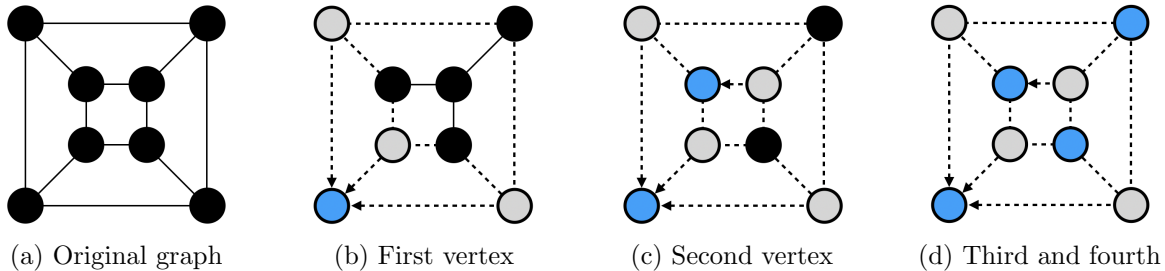 (a) Original graph
(b) First vertex
(c) Second vertex
(d) Third and fourth